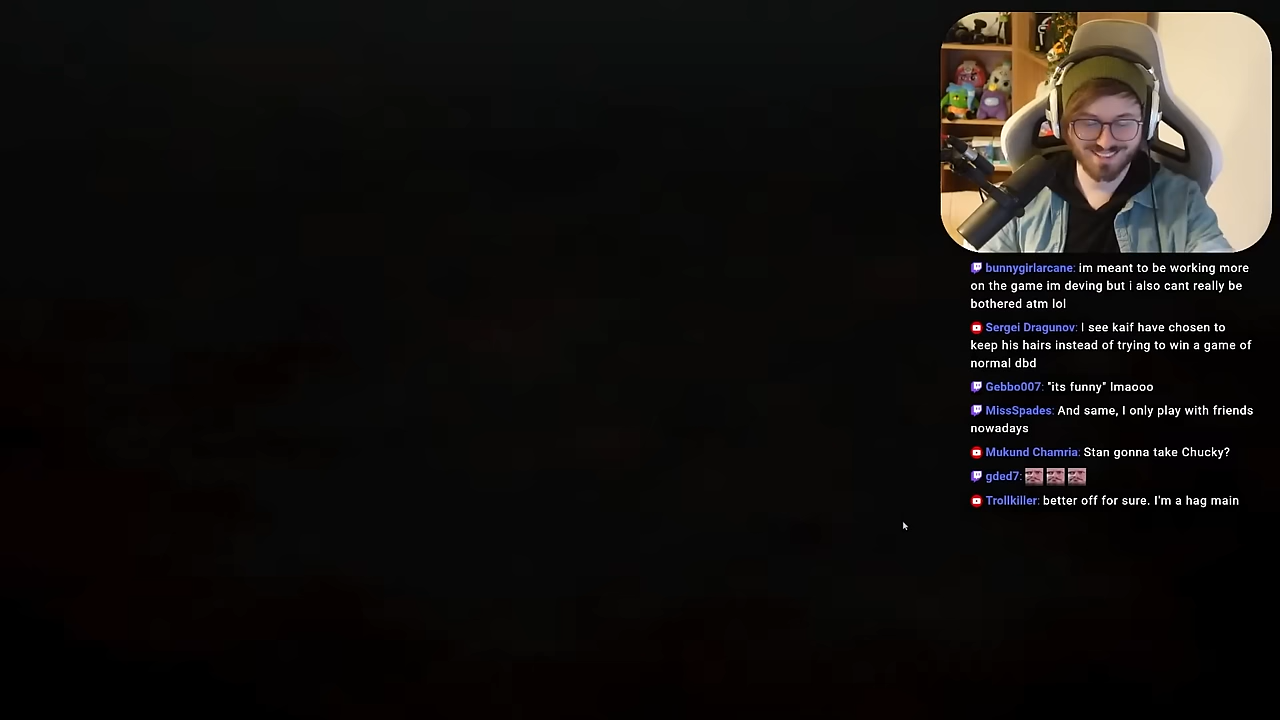 bunnygirlarcane: im meant to be working more
on the game im deving but i also cant really be
bothered atm lol
Sergei Dragunov: I see kaif have chosen to
keep his hairs instead of trying to win a game of
normal dbd
Gebbo007: "its funny" lmaooo
MissSpades: And same, I only play with friends
nowadays
Mukund Chamria: Stan gonna take Chucky?
gded7:
Trollkiller: better off for sure. I'm a hag main